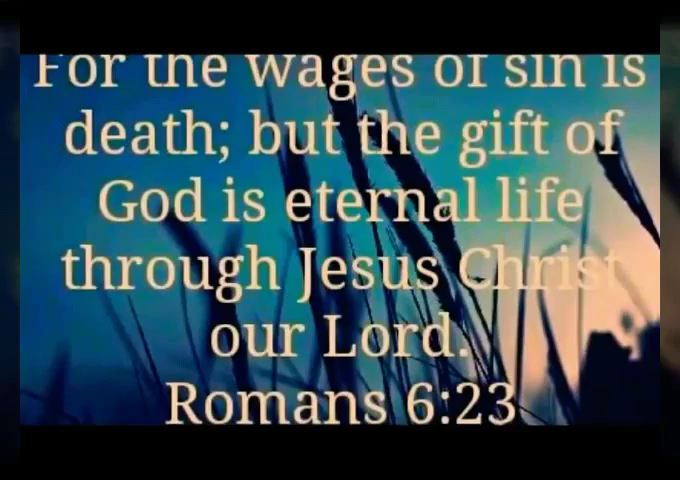 For the wages of sin is
death; but the gift of
God is eternal life
through Jesus Christ
our Lord.
Romans 6:23